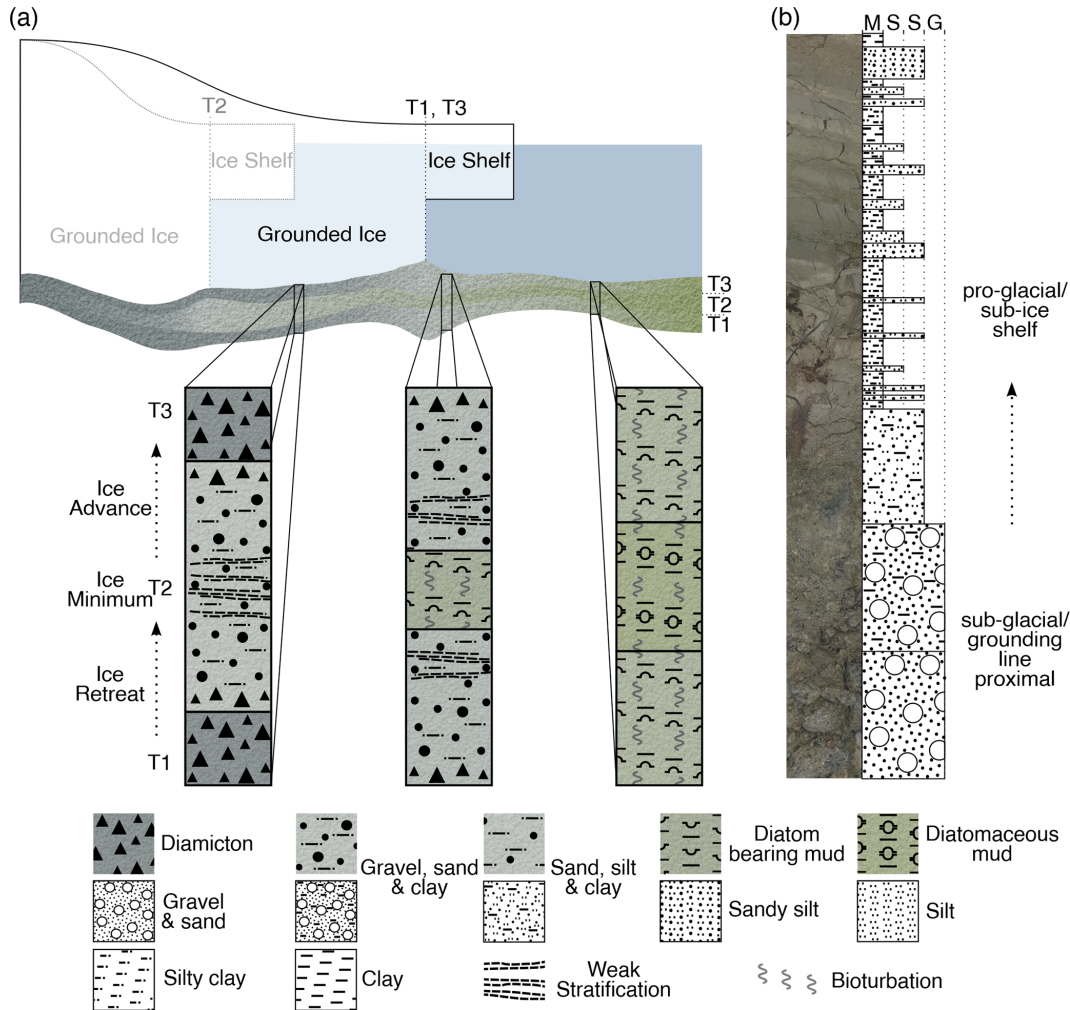 (a)
(b)
M S S G
T2
T1, T3
Ice Shelf
Ice Shelf
Grounded Ice
Grounded Ice
T3
T2
T1
pro-glacial/
sub-ice
shelf
T3
Ice
Advance
Ice
Minimum
T2
Ice
Retreat
T1
sub-glacial/
grounding
line
proximal
Diamicton
Gravel, sand
& clay
Sand, silt
& clay
Diatom
bearing mud
Diatomaceous
mud
Gravel
& sand
Sandy silt
Silt
Silty clay
Clay
Weak
Stratification
Bioturbation